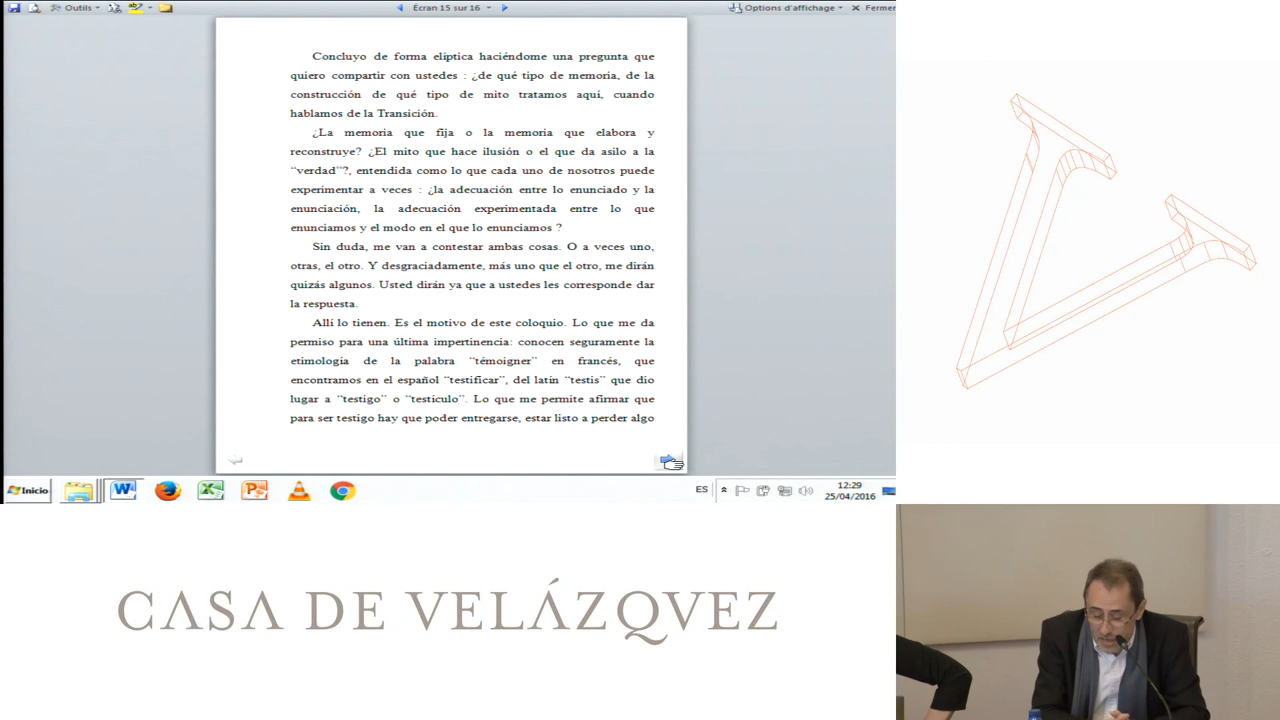 Outils
Écran 15 sur 16
Options d'affichage
Fermer
Concluyo de forma elíptica haciéndome una pregunta que
quiero compartir con ustedes : ¿de qué tipo de memoria, de la
construcción de qué tipo de mito tratamos aquí, cuando
hablamos de la Transición.
¿La memoria que fija o la memoria que elabora y
reconstruye? ¿El mito que hace ilusión o el que da asilo a la
“verdad”?, entendida como lo que cada uno de nosotros puede
experimentar a veces : ¿la adecuación entre lo enunciado y la
enunciación, la adecuación experimentada entre lo que
enunciamos y el modo en el que lo enunciamos ?
Sin duda, me van a contestar ambas cosas. O a veces uno,
otras, el otro. Y desgraciadamente, más uno que el otro, me dirán
quizás algunos. Usted dirán ya que a ustedes les corresponde dar
la respuesta.
Allí lo tienen. Es el motivo de este coloquio. Lo que me da
permiso para una última impertinencia: conocen seguramente la
etimología de la palabra “témoigner” en francés, que
encontramos en el español “testificar”, del latín “testis” que dio
lugar a “testigo” o “testículo”. Lo que me permite afirmar que
para ser testigo hay que poder entregarse, estar listo a perder algo
Inicio
ES
12:29
25/04/2016
CASA DE VELÁZQVEZ